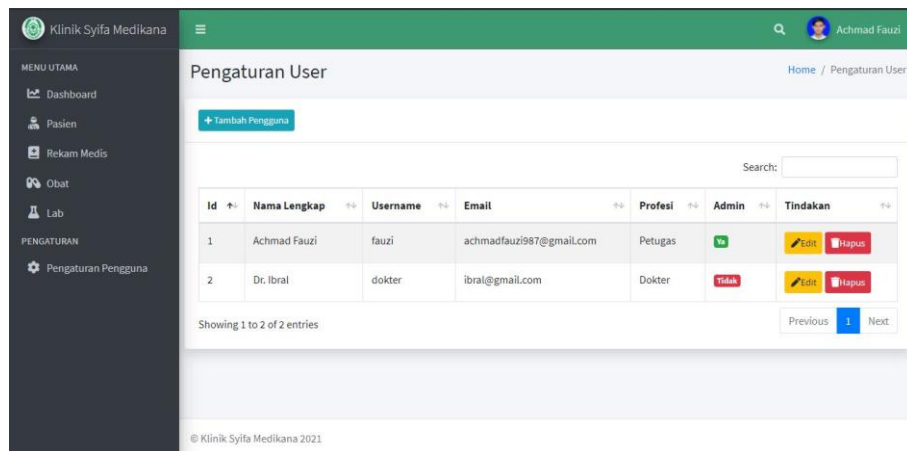 Klinik Syifa Medikana
Achmad Fauzi
MENU UTAMA
Dashboard
Pasien
Rekam Medis
Obat
Lab
PENGATURAN
Pengaturan Pengguna
Pengaturan User
Home / Pengaturan User
+ Tambah Pengguna
Search:
Id Nama Lengkap Username Email Profesi Admin Tindakan
1 Achmad Fauzi fauzi achmadfauzi987@gmail.com Petugas Ya Edit Hapus
2 Dr. Ibral dokter ibral@gmail.com Dokter Tidak Edit Hapus
Showing 1 to 2 of 2 entries
Previous 1 Next
© Klinik Syifa Medikana 2021